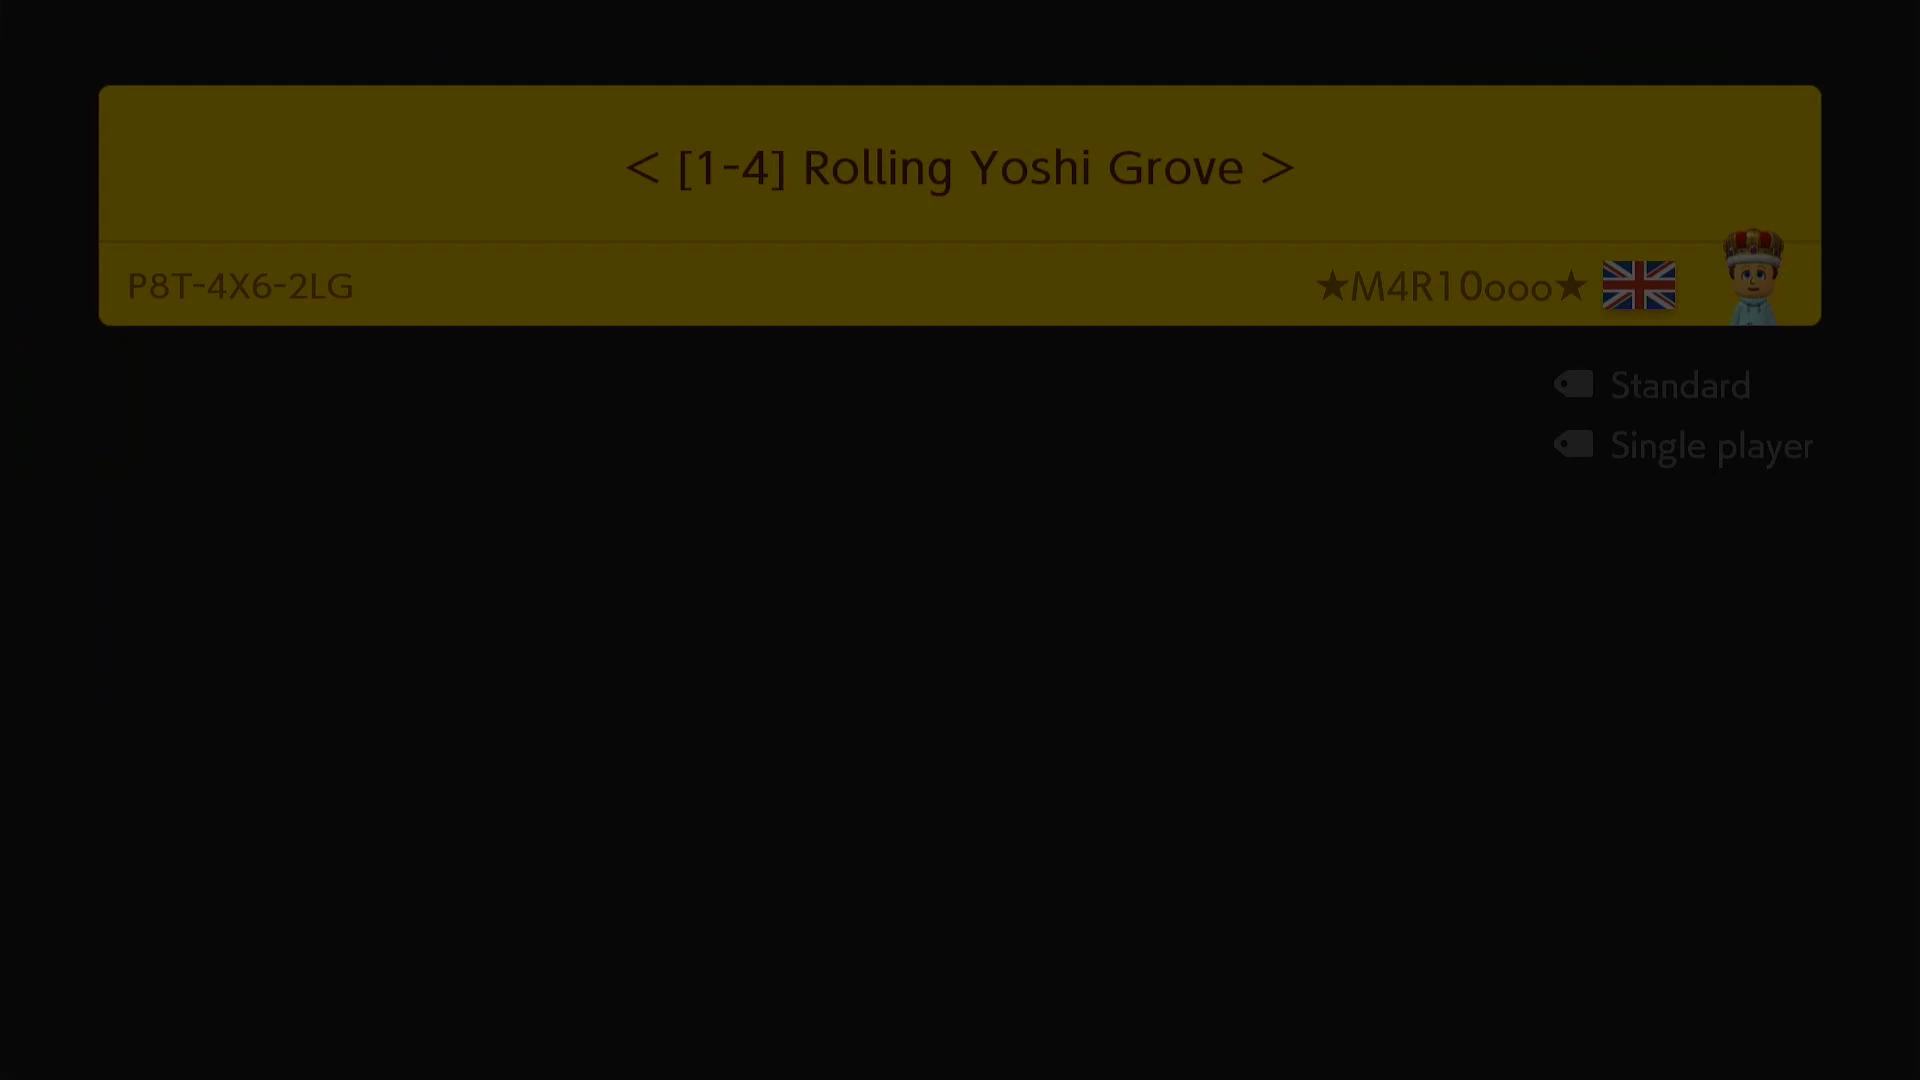 < [1-4] Rolling Yoshi Grove >
P8T-4X6-2LG
★M4R10ooo★
Standard
Single player